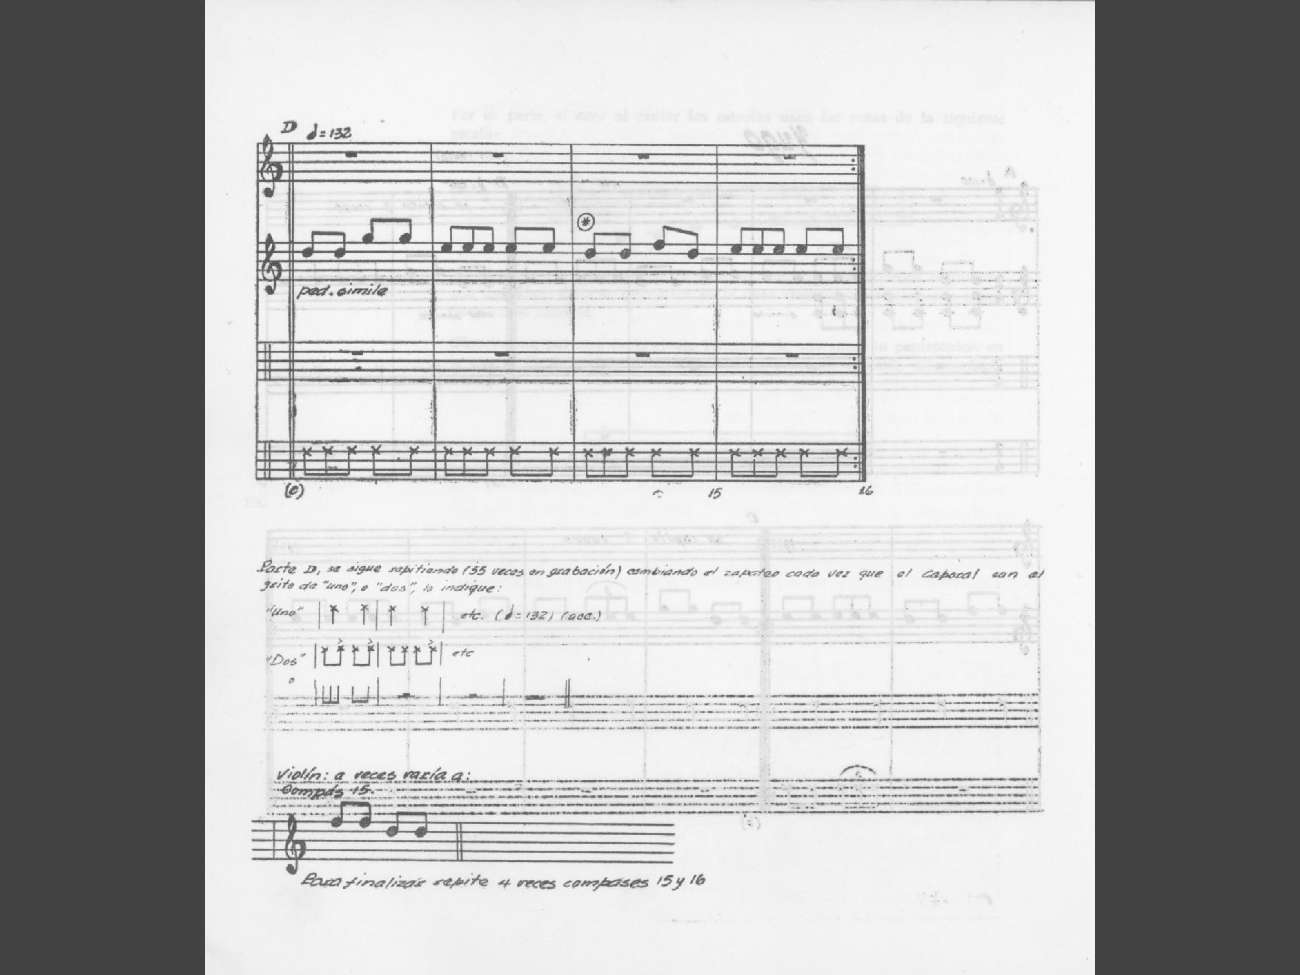 D ♩=132
ped. simile
(e) 15 16
Parte D, se sigue repitiendo (55 veces en grabación) cambiando el zapateo cada vez que el Caporal con el
grito de "uno", o "dos", lo indique:
"Uno" etc. (♩=132) (acc.)
"Dos" etc
o
Violín: a veces varía a:
Compás 15.
Para finalizar repite 4 veces compases 15 y 16